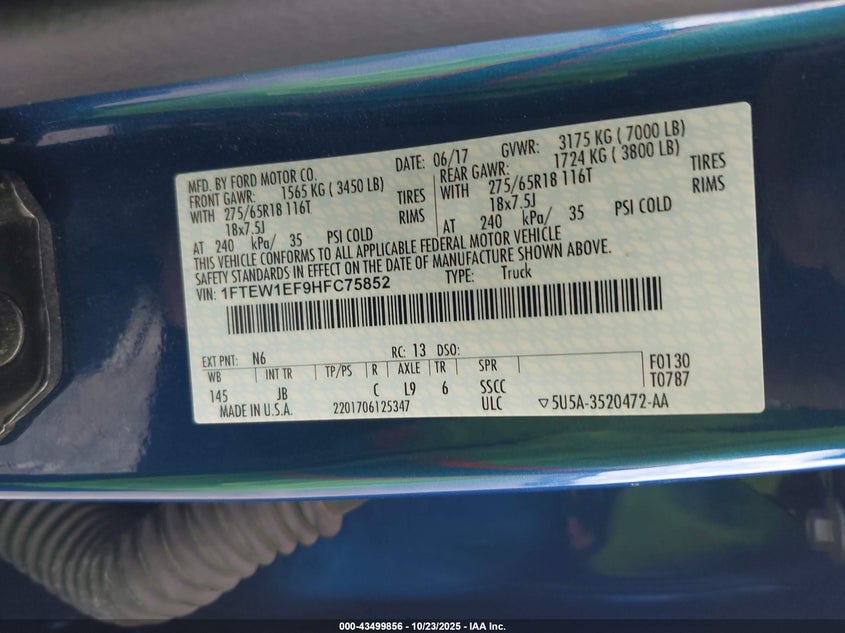 MFD. BY FORD MOTOR CO. DATE: 06/17 GVWR: 3175 KG ( 7000 LB)
FRONT GAWR: 1565 KG ( 3450 LB) REAR GAWR: 1724 KG ( 3800 LB)
WITH 275/65R18 116T TIRES WITH 275/65R18 116T TIRES
18x7.5J RIMS 18x7.5J RIMS
AT 240 kPa/ 35 PSI COLD AT 240 kPa/ 35 PSI COLD
THIS VEHICLE CONFORMS TO ALL APPLICABLE FEDERAL MOTOR VEHICLE
SAFETY STANDARDS IN EFFECT ON THE DATE OF MANUFACTURE SHOWN ABOVE.
VIN: 1FTEW1EF9HFC75852 TYPE: Truck
EXT PNT: N6 RC: 13 DSO:
WB INT TR TP/PS R AXLE TR SPR F0130
145 JB C L9 6 SSCC T0787
MADE IN U.S.A. 2201706125347 ULC ▽5U5A-3520472-AA
000-43499856 - 10/23/2025 - IAA Inc.